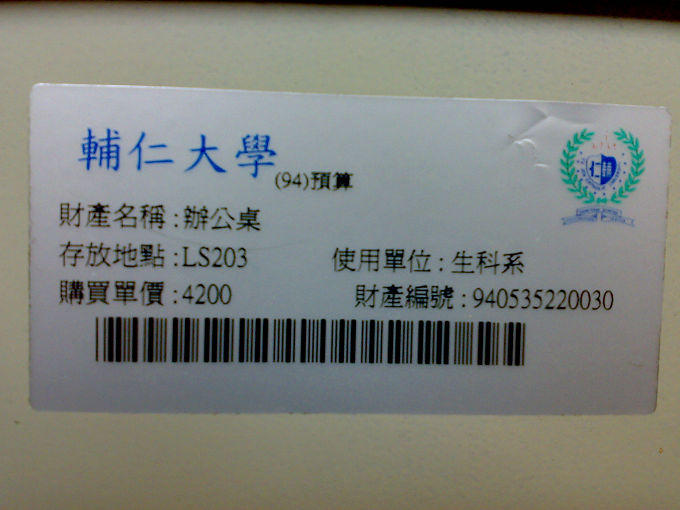 輔仁大學(94)預算
財產名稱:辦公桌
存放地點:LS203 使用單位:生科系
購買單價:4200 財產編號:940535220030